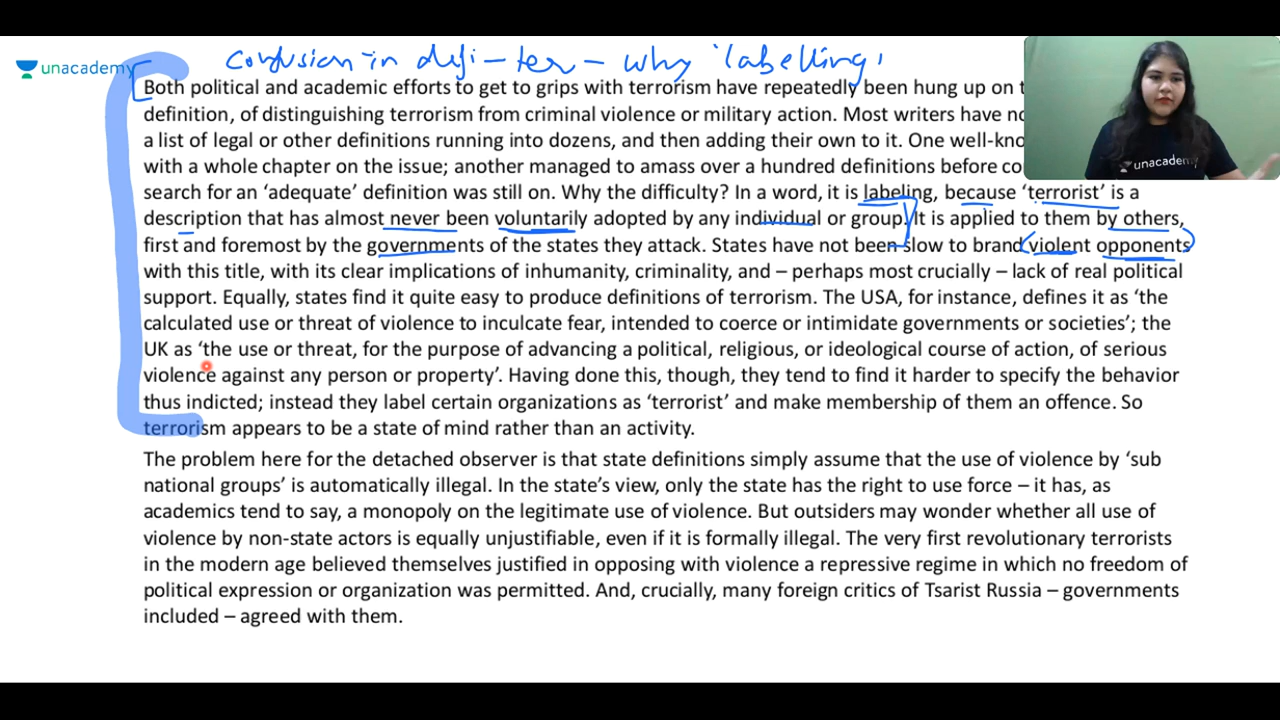 confusion in defi - ter - why 'labelling'
unacademy
Both political and academic efforts to get to grips with terrorism have repeatedly been hung up on t
definition, of distinguishing terrorism from criminal violence or military action. Most writers have no
a list of legal or other definitions running into dozens, and then adding their own to it. One well-kno
with a whole chapter on the issue; another managed to amass over a hundred definitions before co
search for an ‘adequate’ definition was still on. Why the difficulty? In a word, it is labeling, because ‘terrorist’ is a
description that has almost never been voluntarily adopted by any individual or group. It is applied to them by others,
first and foremost by the governments of the states they attack. States have not been slow to brand violent opponents
with this title, with its clear implications of inhumanity, criminality, and – perhaps most crucially – lack of real political
support. Equally, states find it quite easy to produce definitions of terrorism. The USA, for instance, defines it as ‘the
calculated use or threat of violence to inculcate fear, intended to coerce or intimidate governments or societies’; the
UK as ‘the use or threat, for the purpose of advancing a political, religious, or ideological course of action, of serious
violence against any person or property’. Having done this, though, they tend to find it harder to specify the behavior
thus indicted; instead they label certain organizations as ‘terrorist’ and make membership of them an offence. So
terrorism appears to be a state of mind rather than an activity.
The problem here for the detached observer is that state definitions simply assume that the use of violence by ‘sub
national groups’ is automatically illegal. In the state’s view, only the state has the right to use force – it has, as
academics tend to say, a monopoly on the legitimate use of violence. But outsiders may wonder whether all use of
violence by non-state actors is equally unjustifiable, even if it is formally illegal. The very first revolutionary terrorists
in the modern age believed themselves justified in opposing with violence a repressive regime in which no freedom of
political expression or organization was permitted. And, crucially, many foreign critics of Tsarist Russia – governments
included – agreed with them.
unacademy